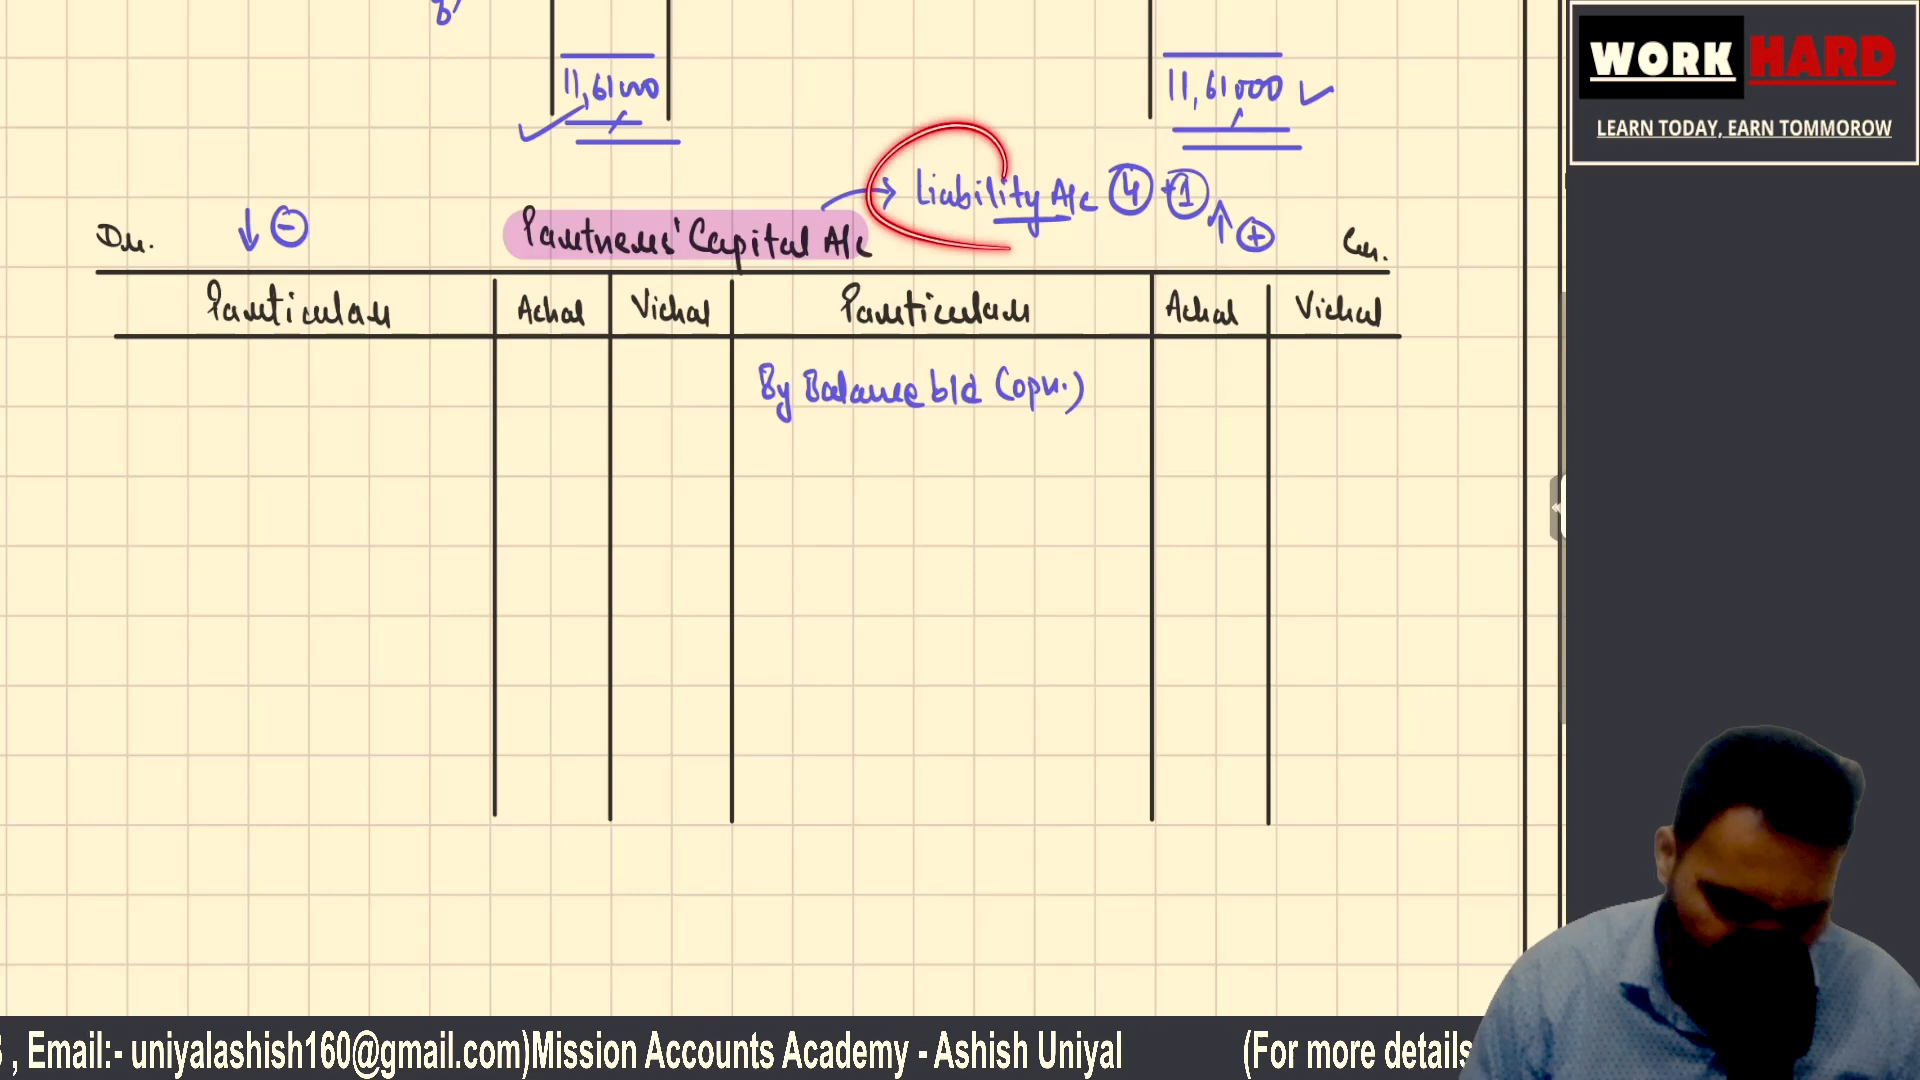 WORK HARD
LEARN TODAY, EARN TOMMOROW
11,61000 11,61000
Liability A/c 4 + 1
Dr. Partners' Capital A/c + Cr.
Particulars Achal Vichal Particulars Achal Vichal
By Balance b/d (opn.)
, Email:- uniyalashish160@gmail.com)Mission Accounts Academy - Ashish Uniyal (For more details